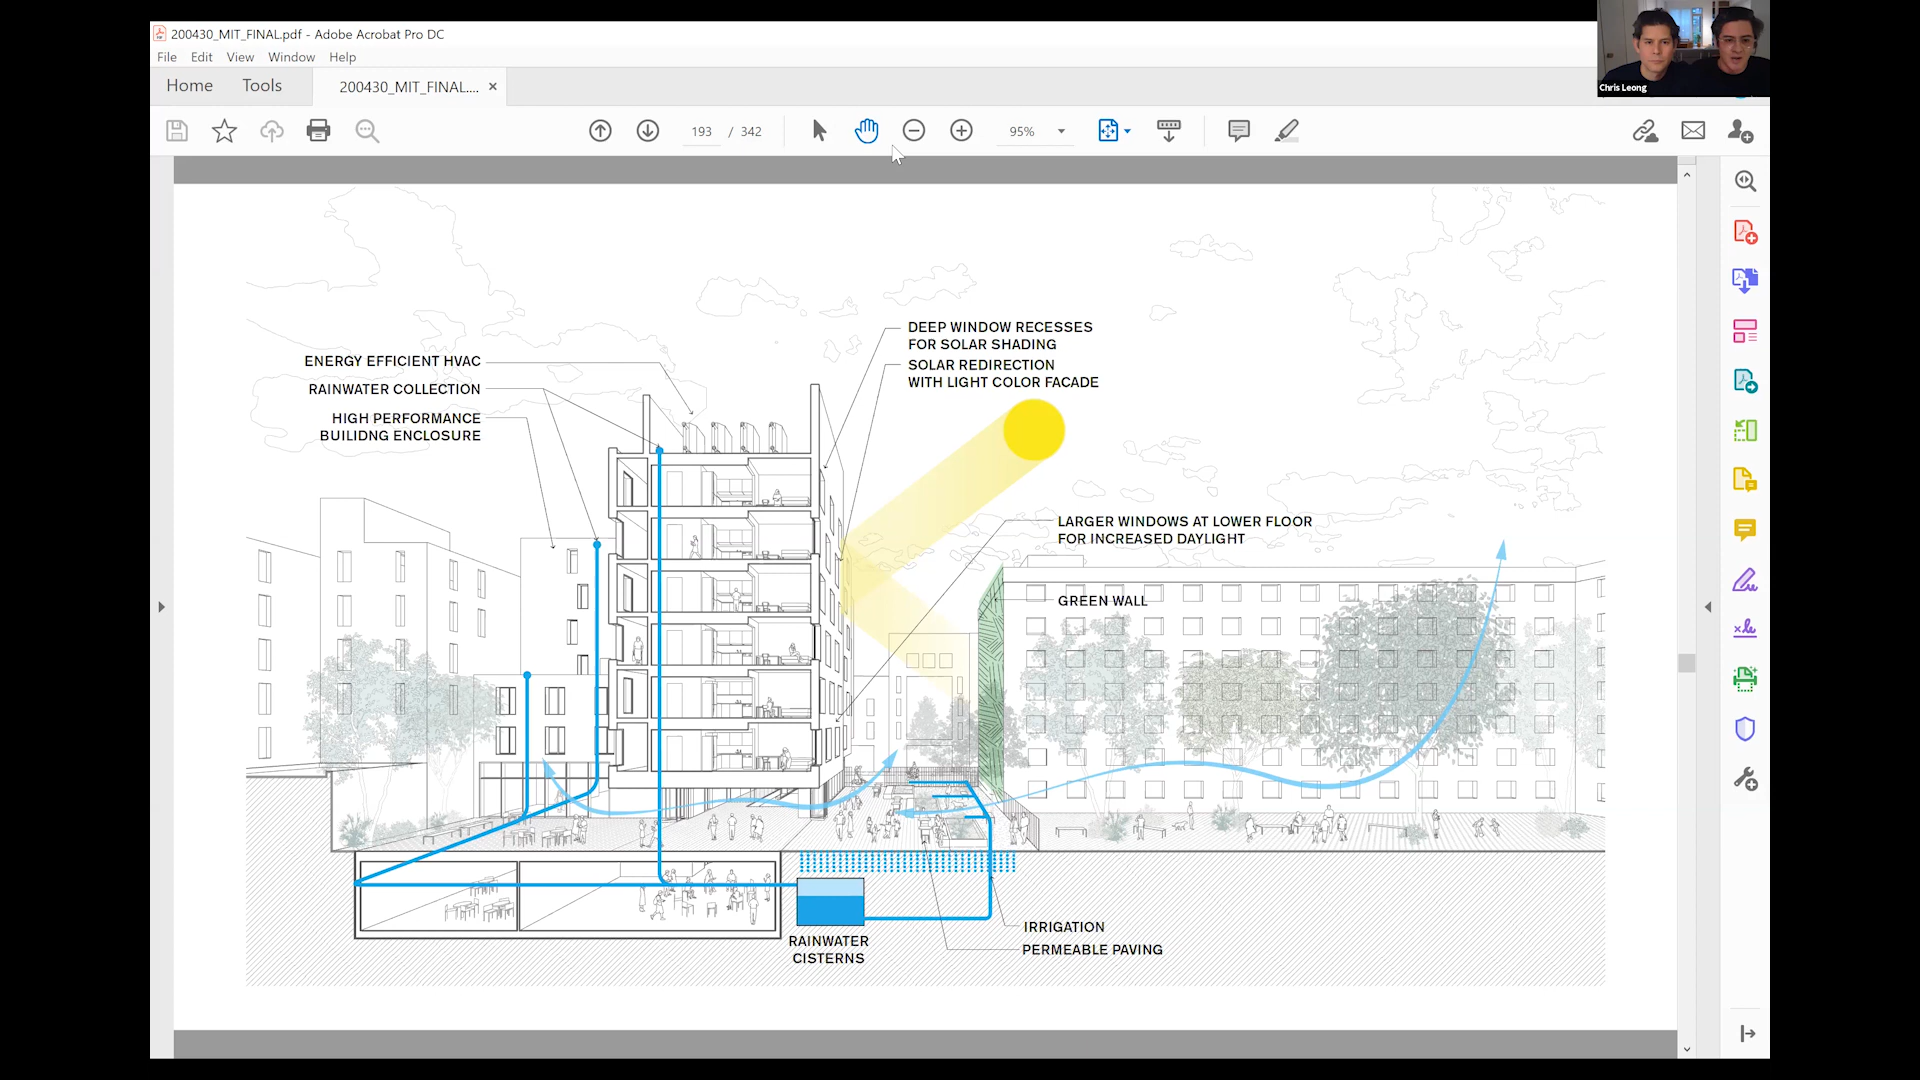 200430_MIT_FINAL.pdf - Adobe Acrobat Pro DC
File Edit View Window Help
Home Tools 200430_MIT_FINAL.... ×
193 / 342 95%
Chris Leong
DEEP WINDOW RECESSES
FOR SOLAR SHADING
SOLAR REDIRECTION
WITH LIGHT COLOR FACADE
ENERGY EFFICIENT HVAC
RAINWATER COLLECTION
HIGH PERFORMANCE
BUILIDNG ENCLOSURE
LARGER WINDOWS AT LOWER FLOOR
FOR INCREASED DAYLIGHT
GREEN WALL
RAINWATER
CISTERNS
IRRIGATION
PERMEABLE PAVING